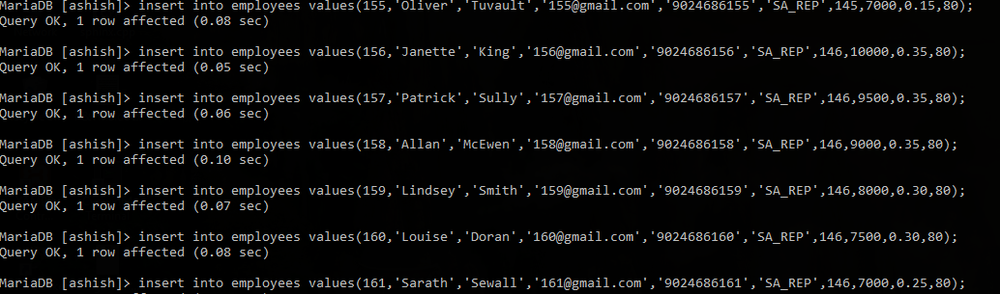 MariaDB [ashish]> insert into employees values(155,'Oliver','Tuvault','155@gmail.com','9024686155','SA_REP',145,7000,0.15,80);
Query OK, 1 row affected (0.08 sec)
MariaDB [ashish]> insert into employees values(156,'Janette','King','156@gmail.com','9024686156','SA_REP',146,10000,0.35,80);
Query OK, 1 row affected (0.05 sec)
MariaDB [ashish]> insert into employees values(157,'Patrick','Sully','157@gmail.com','9024686157','SA_REP',146,9500,0.35,80);
Query OK, 1 row affected (0.06 sec)
MariaDB [ashish]> insert into employees values(158,'Allan','McEwen','158@gmail.com','9024686158','SA_REP',146,9000,0.35,80);
Query OK, 1 row affected (0.10 sec)
MariaDB [ashish]> insert into employees values(159,'Lindsey','Smith','159@gmail.com','9024686159','SA_REP',146,8000,0.30,80);
Query OK, 1 row affected (0.07 sec)
MariaDB [ashish]> insert into employees values(160,'Louise','Doran','160@gmail.com','9024686160','SA_REP',146,7500,0.30,80);
Query OK, 1 row affected (0.08 sec)
MariaDB [ashish]> insert into employees values(161,'Sarath','Sewall','161@gmail.com','9024686161','SA_REP',146,7000,0.25,80);